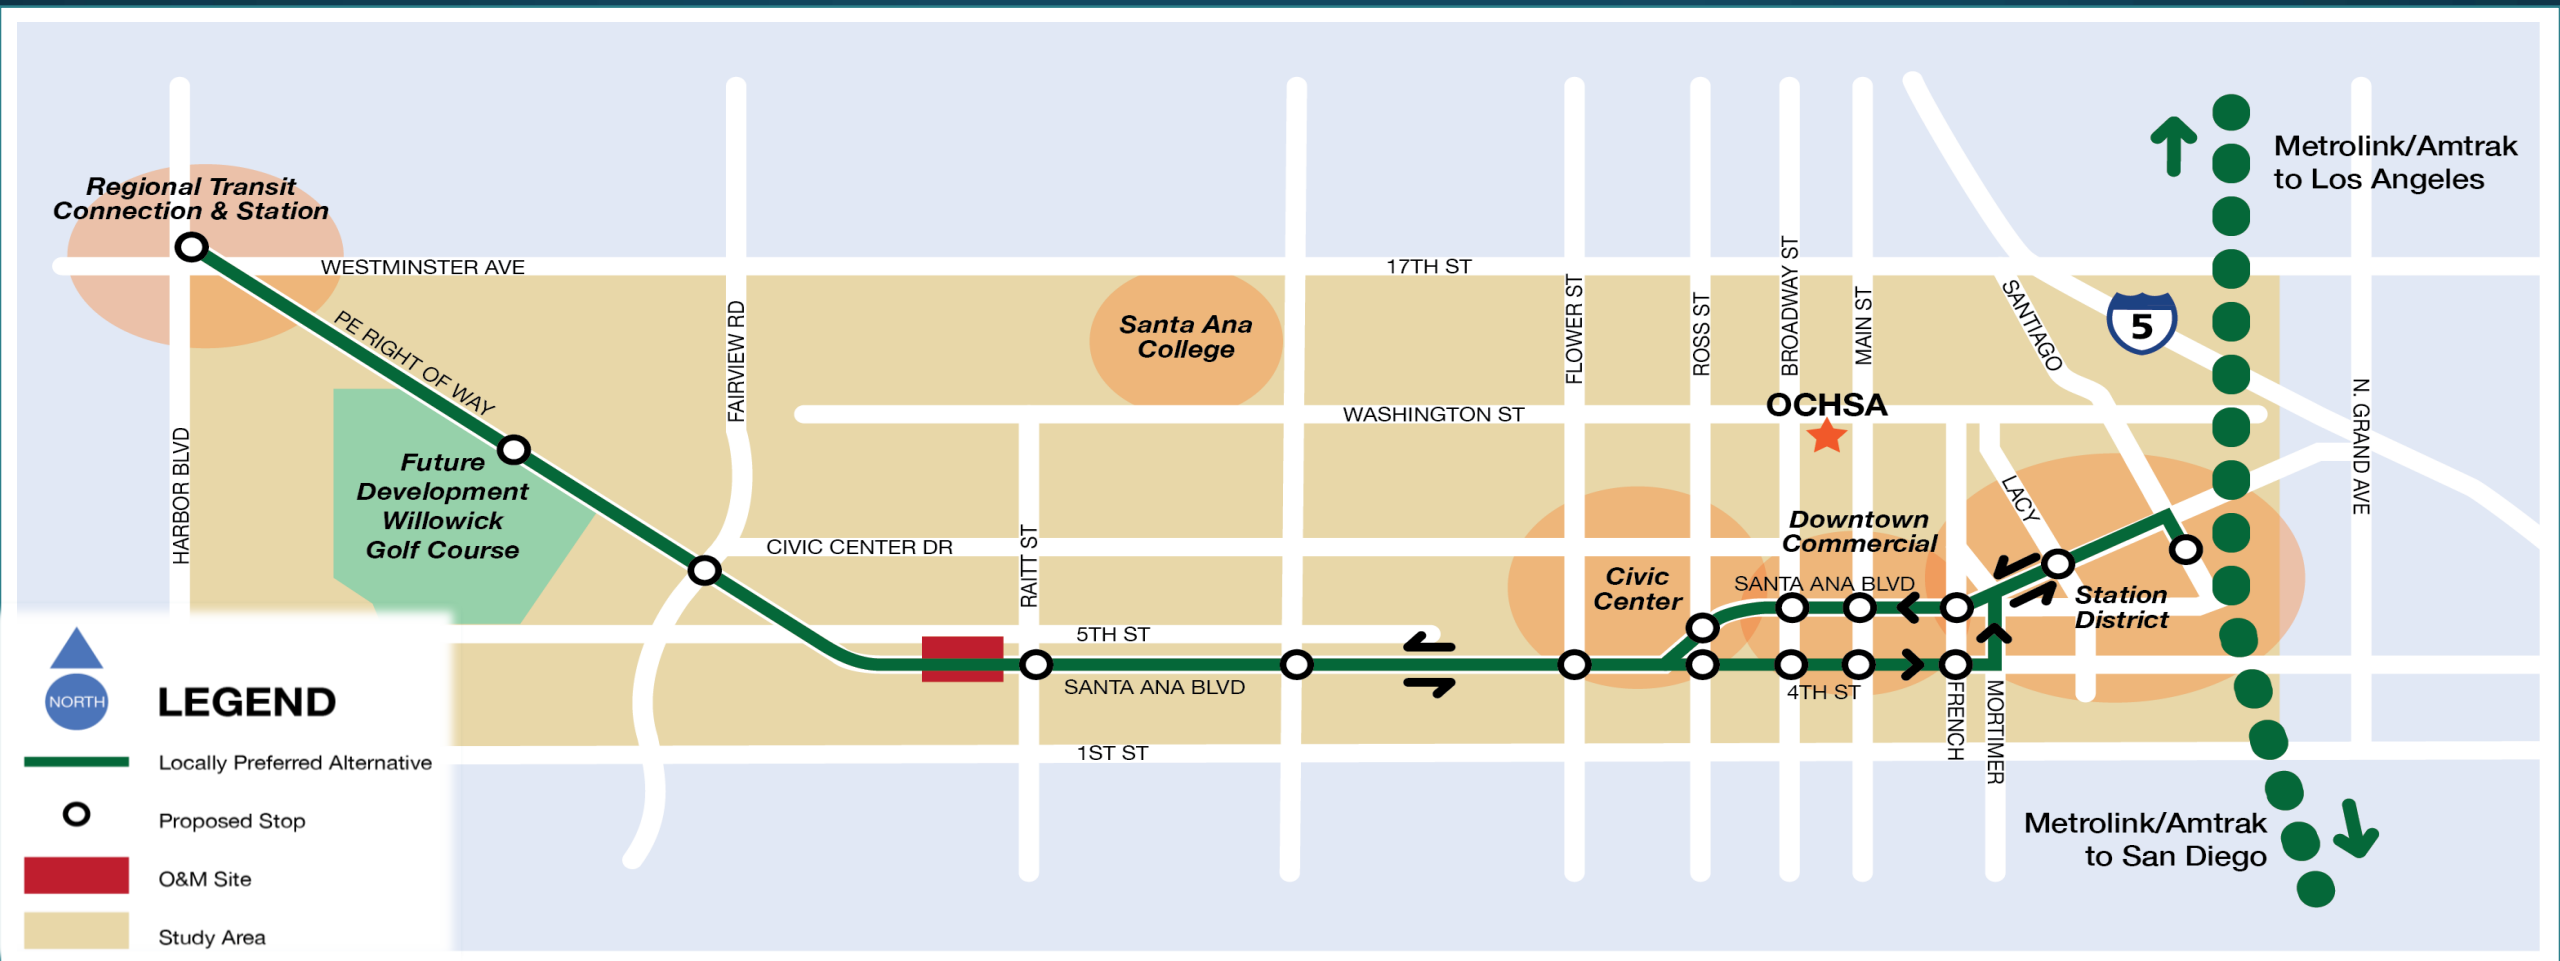 Regional Transit
Connection & Station
WESTMINSTER AVE
PE RIGHT OF WAY
HARBOR BLVD
Future
Development
Willowick
Golf Course
FAIRVIEW RD
CIVIC CENTER DR
Santa Ana
College
17TH ST
WASHINGTON ST
RAITT ST
5TH ST
SANTA ANA BLVD
1ST ST
FLOWER ST
ROSS ST
BROADWAY ST
MAIN ST
OCHSA
Civic
Center
Downtown
Commercial
SANTA ANA BLVD
4TH ST
FRENCH
MORTIMER
LACY
SANTIAGO
5
Station
District
N. GRAND AVE
Metrolink/Amtrak
to Los Angeles
Metrolink/Amtrak
to San Diego
NORTH
LEGEND
Locally Preferred Alternative
Proposed Stop
O&M Site
Study Area